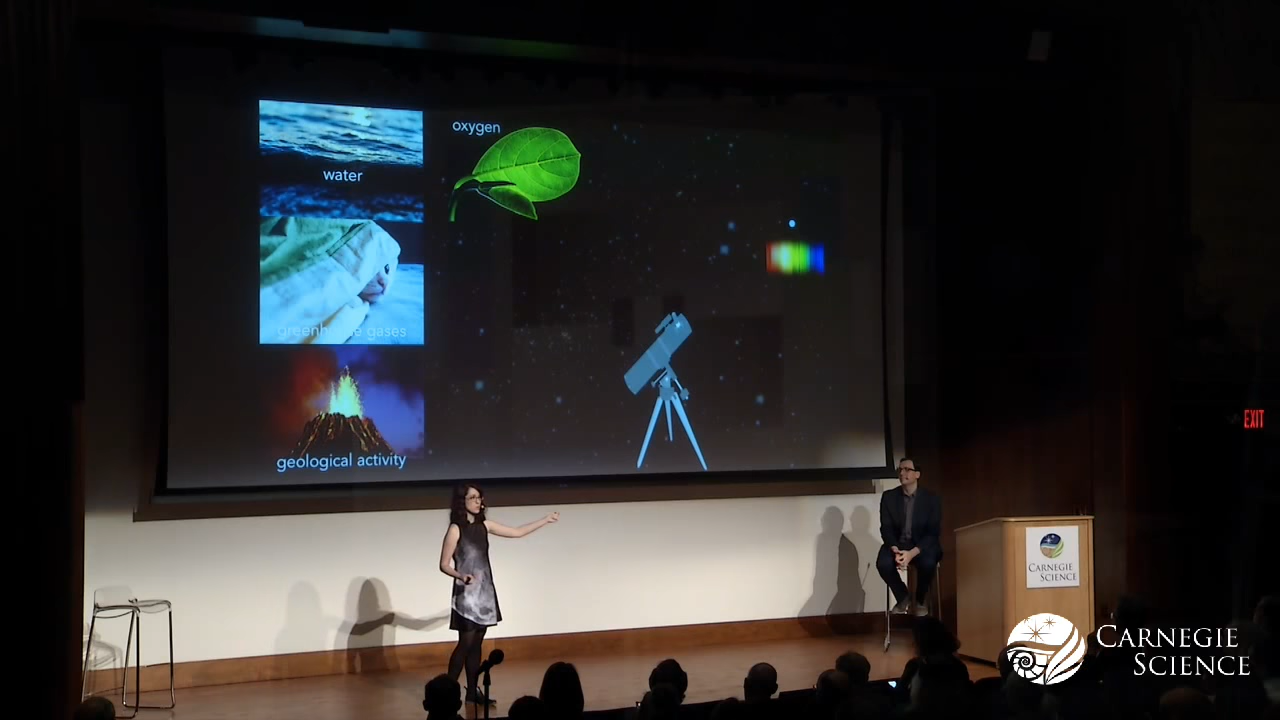 oxygen
water
greenhouse gases
geological activity
EXIT
CARNEGIE
SCIENCE
CARNEGIE
SCIENCE